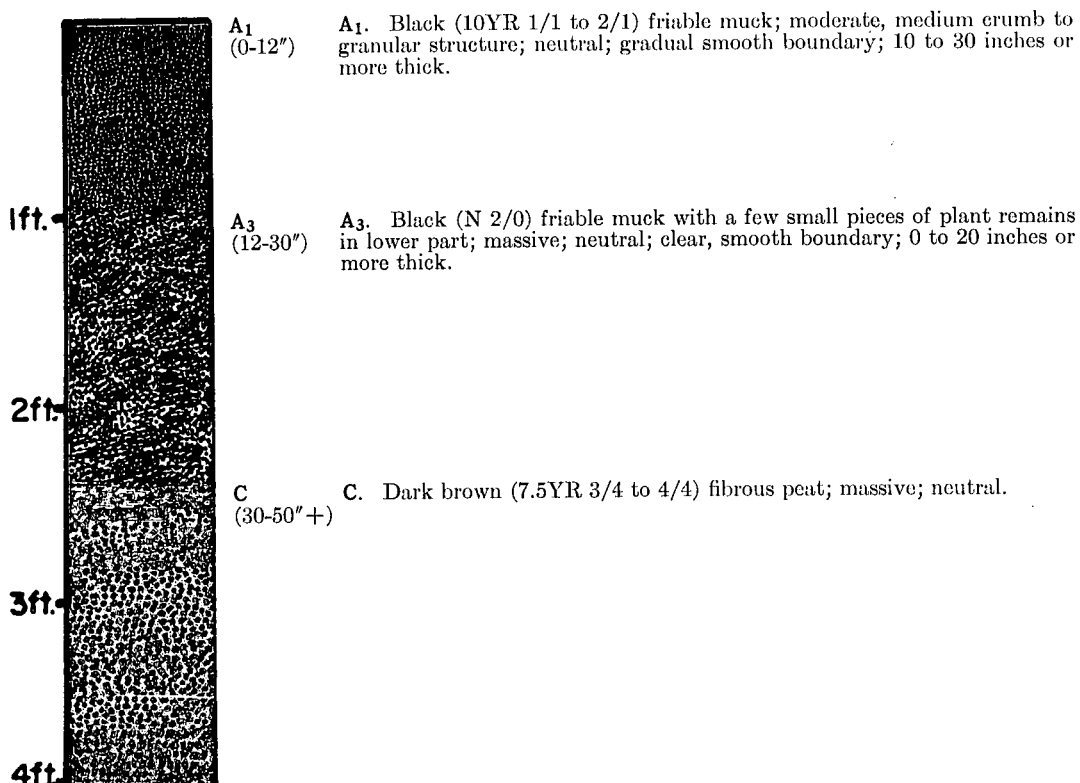 A1
(0-12″)
A1. Black (10YR 1/1 to 2/1) friable muck; moderate, medium crumb to
granular structure; neutral; gradual smooth boundary; 10 to 30 inches or
more thick.
1ft.
A3
(12-30″)
A3. Black (N 2/0) friable muck with a few small pieces of plant remains
in lower part; massive; neutral; clear, smooth boundary; 0 to 20 inches or
more thick.
2ft.
C
(30-50″+)
C. Dark brown (7.5YR 3/4 to 4/4) fibrous peat; massive; neutral.
3ft.
4ft.